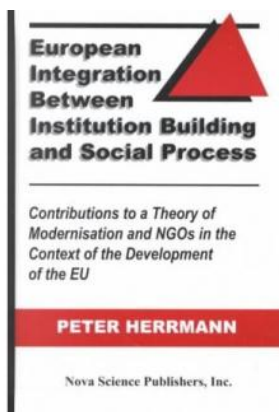 European
Integration
Between
Institution Building
and Social Process
Contributions to a Theory of
Modernisation and NGOs in the
Context of the Development
of the EU
PETER HERRMANN
Nova Science Publishers, Inc.